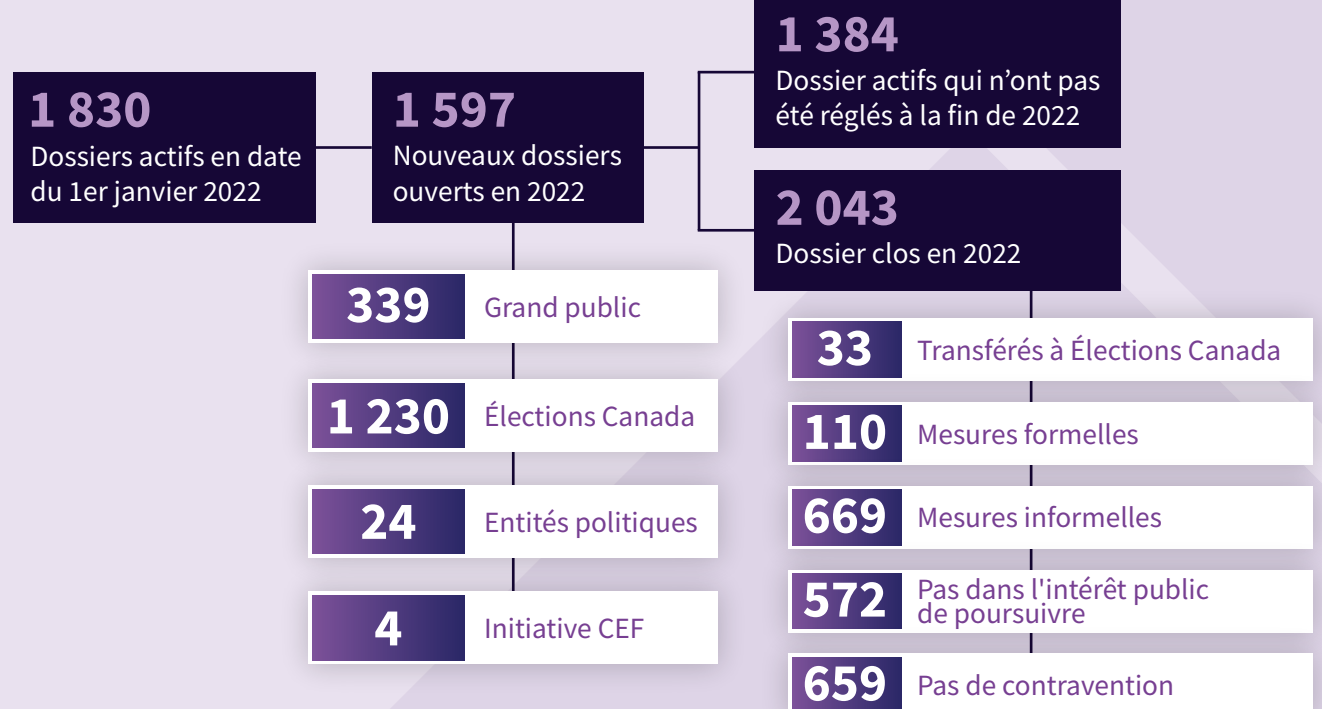 1 830
Dossiers actifs en date
du 1er janvier 2022
1 597
Nouveaux dossiers
ouverts en 2022
339
Grand public
1 230
Élections Canada
24
Entités politiques
4
Initiative CEF
1 384
Dossier actifs qui n’ont pas
été réglés à la fin de 2022
2 043
Dossier clos en 2022
33
Transférés à Élections Canada
110
Mesures formelles
669
Mesures informelles
572
Pas dans l'intérêt public
de poursuivre
659
Pas de contravention